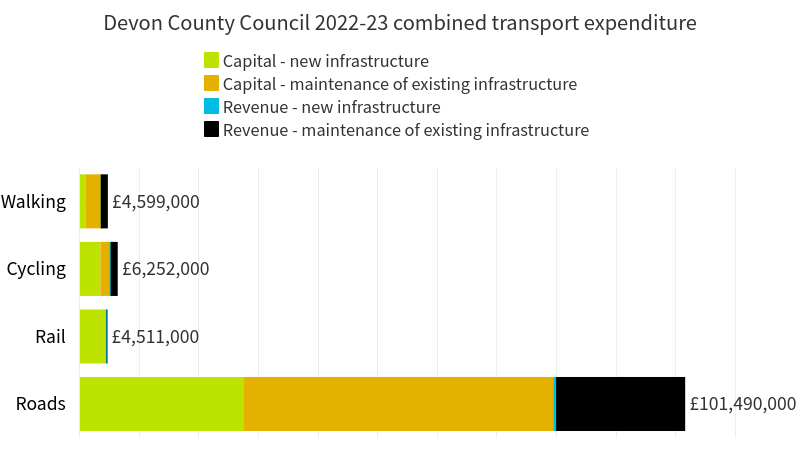 Devon County Council 2022-23 combined transport expenditure
Capital - new infrastructure
Capital - maintenance of existing infrastructure
Revenue - new infrastructure
Revenue - maintenance of existing infrastructure
Walking £4,599,000
Cycling £6,252,000
Rail £4,511,000
Roads £101,490,000